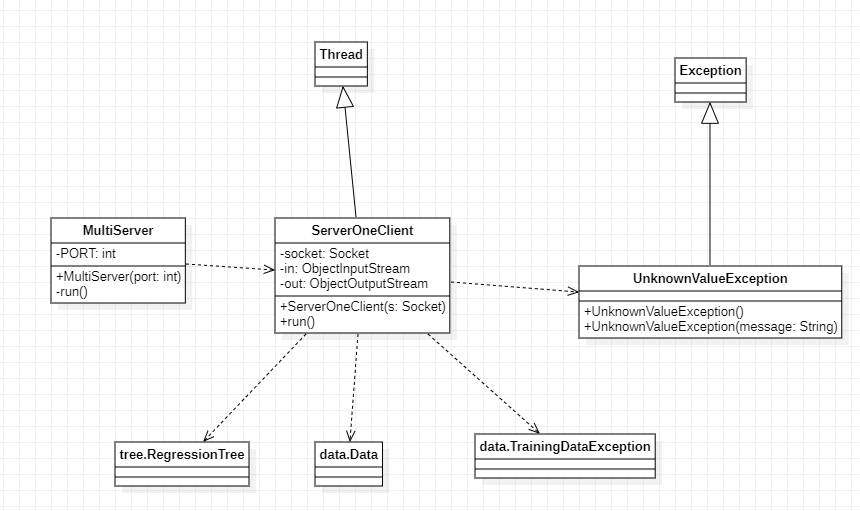 Thread
Exception
MultiServer
-PORT: int
+MultiServer(port: int)
-run()
ServerOneClient
-socket: Socket
-in: ObjectInputStream
-out: ObjectOutputStream
+ServerOneClient(s: Socket)
+run()
UnknownValueException
+UnknownValueException()
+UnknownValueException(message: String)
tree.RegressionTree
data.Data
data.TrainingDataException